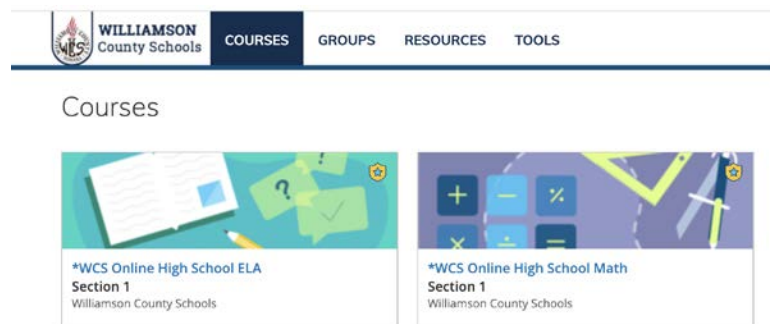 WILLIAMSON
County Schools
COURSES GROUPS RESOURCES TOOLS
Courses
*WCS Online High School ELA
Section 1
Williamson County Schools
*WCS Online High School Math
Section 1
Williamson County Schools